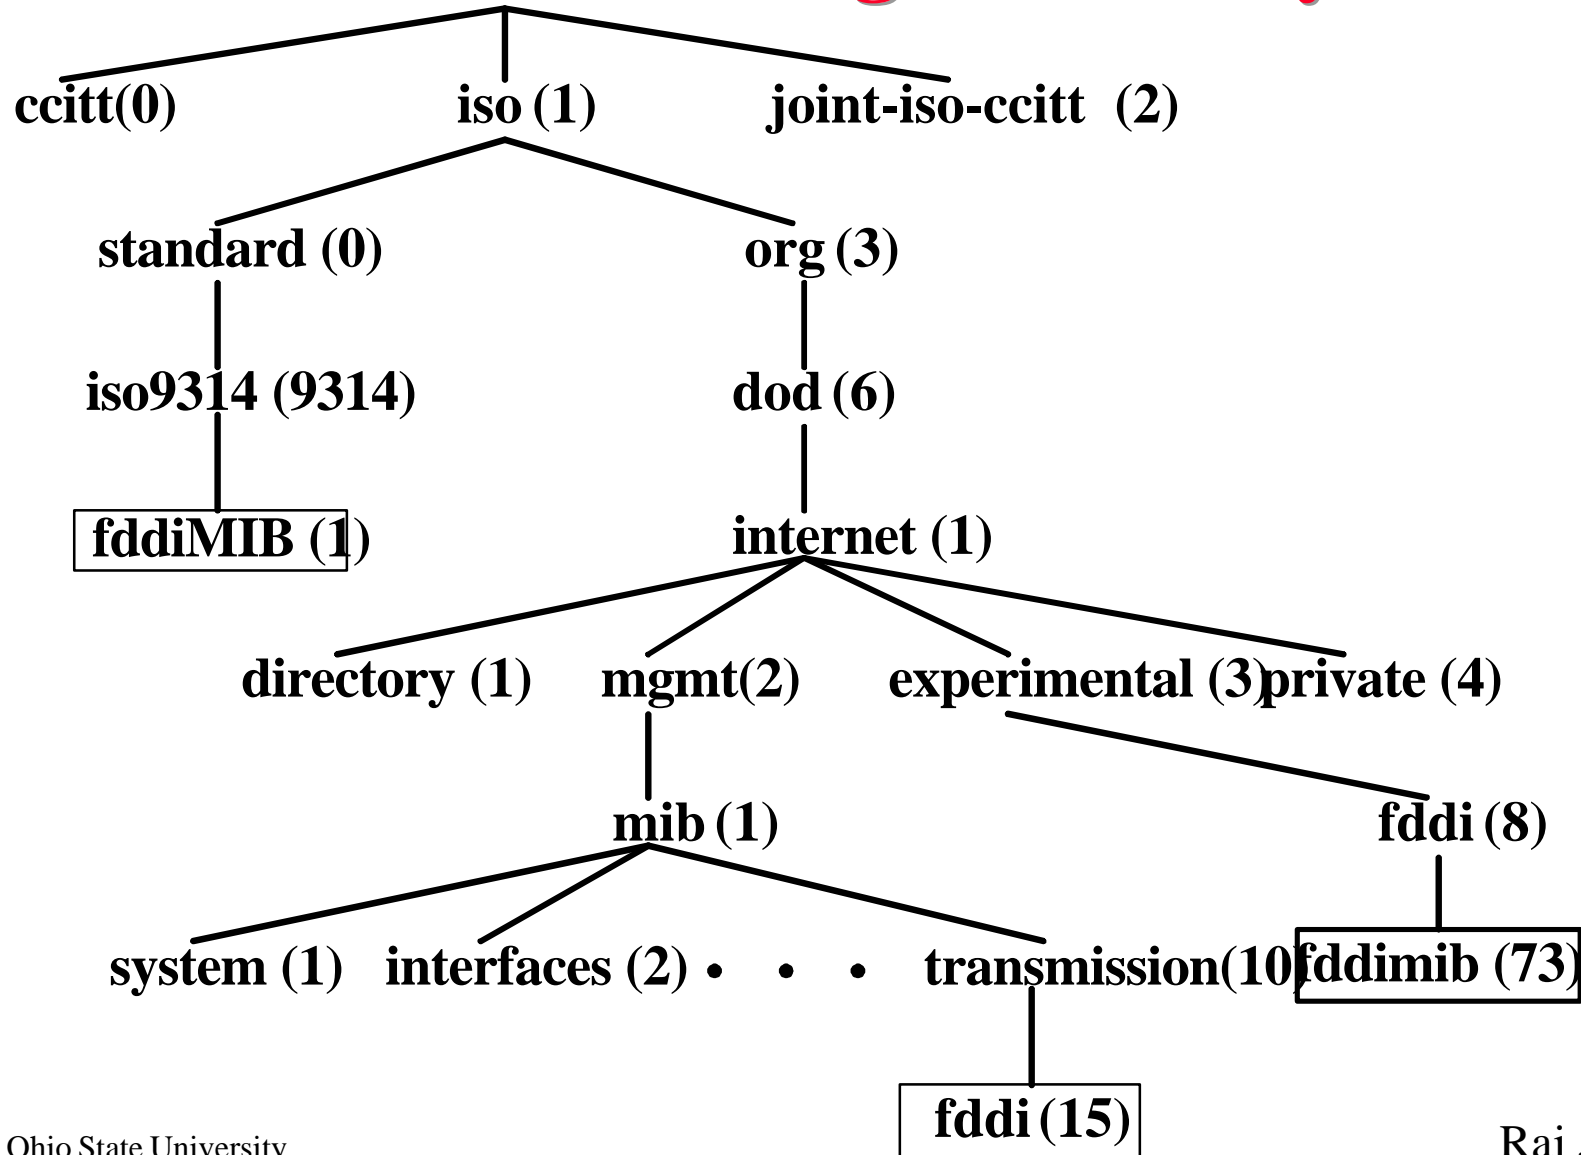 ccitt(0) iso (1) joint-iso-ccitt (2)
standard (0) org (3)
iso9314 (9314) dod (6)
fddiMIB (1) internet (1)
directory (1) mgmt(2) experimental (3) private (4)
mib (1) fddi (8)
system (1) interfaces (2) • • • transmission(10) fddimib (73)
fddi (15)
Ohio State University